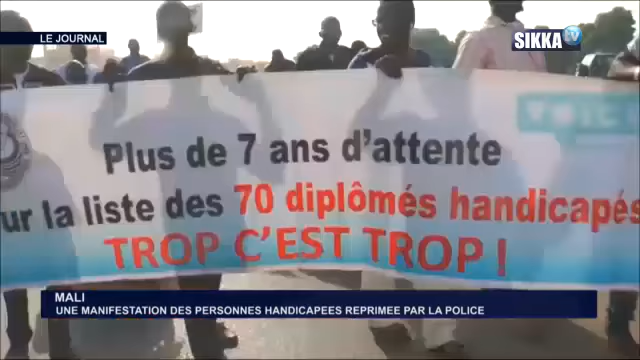 LE JOURNAL
SIKKA TV
Plus de 7 ans d'attente
ur la liste des 70 diplômés handicapés
TROP C'EST TROP !
MALI
UNE MANIFESTATION DES PERSONNES HANDICAPEES REPRIMEE PAR LA POLICE